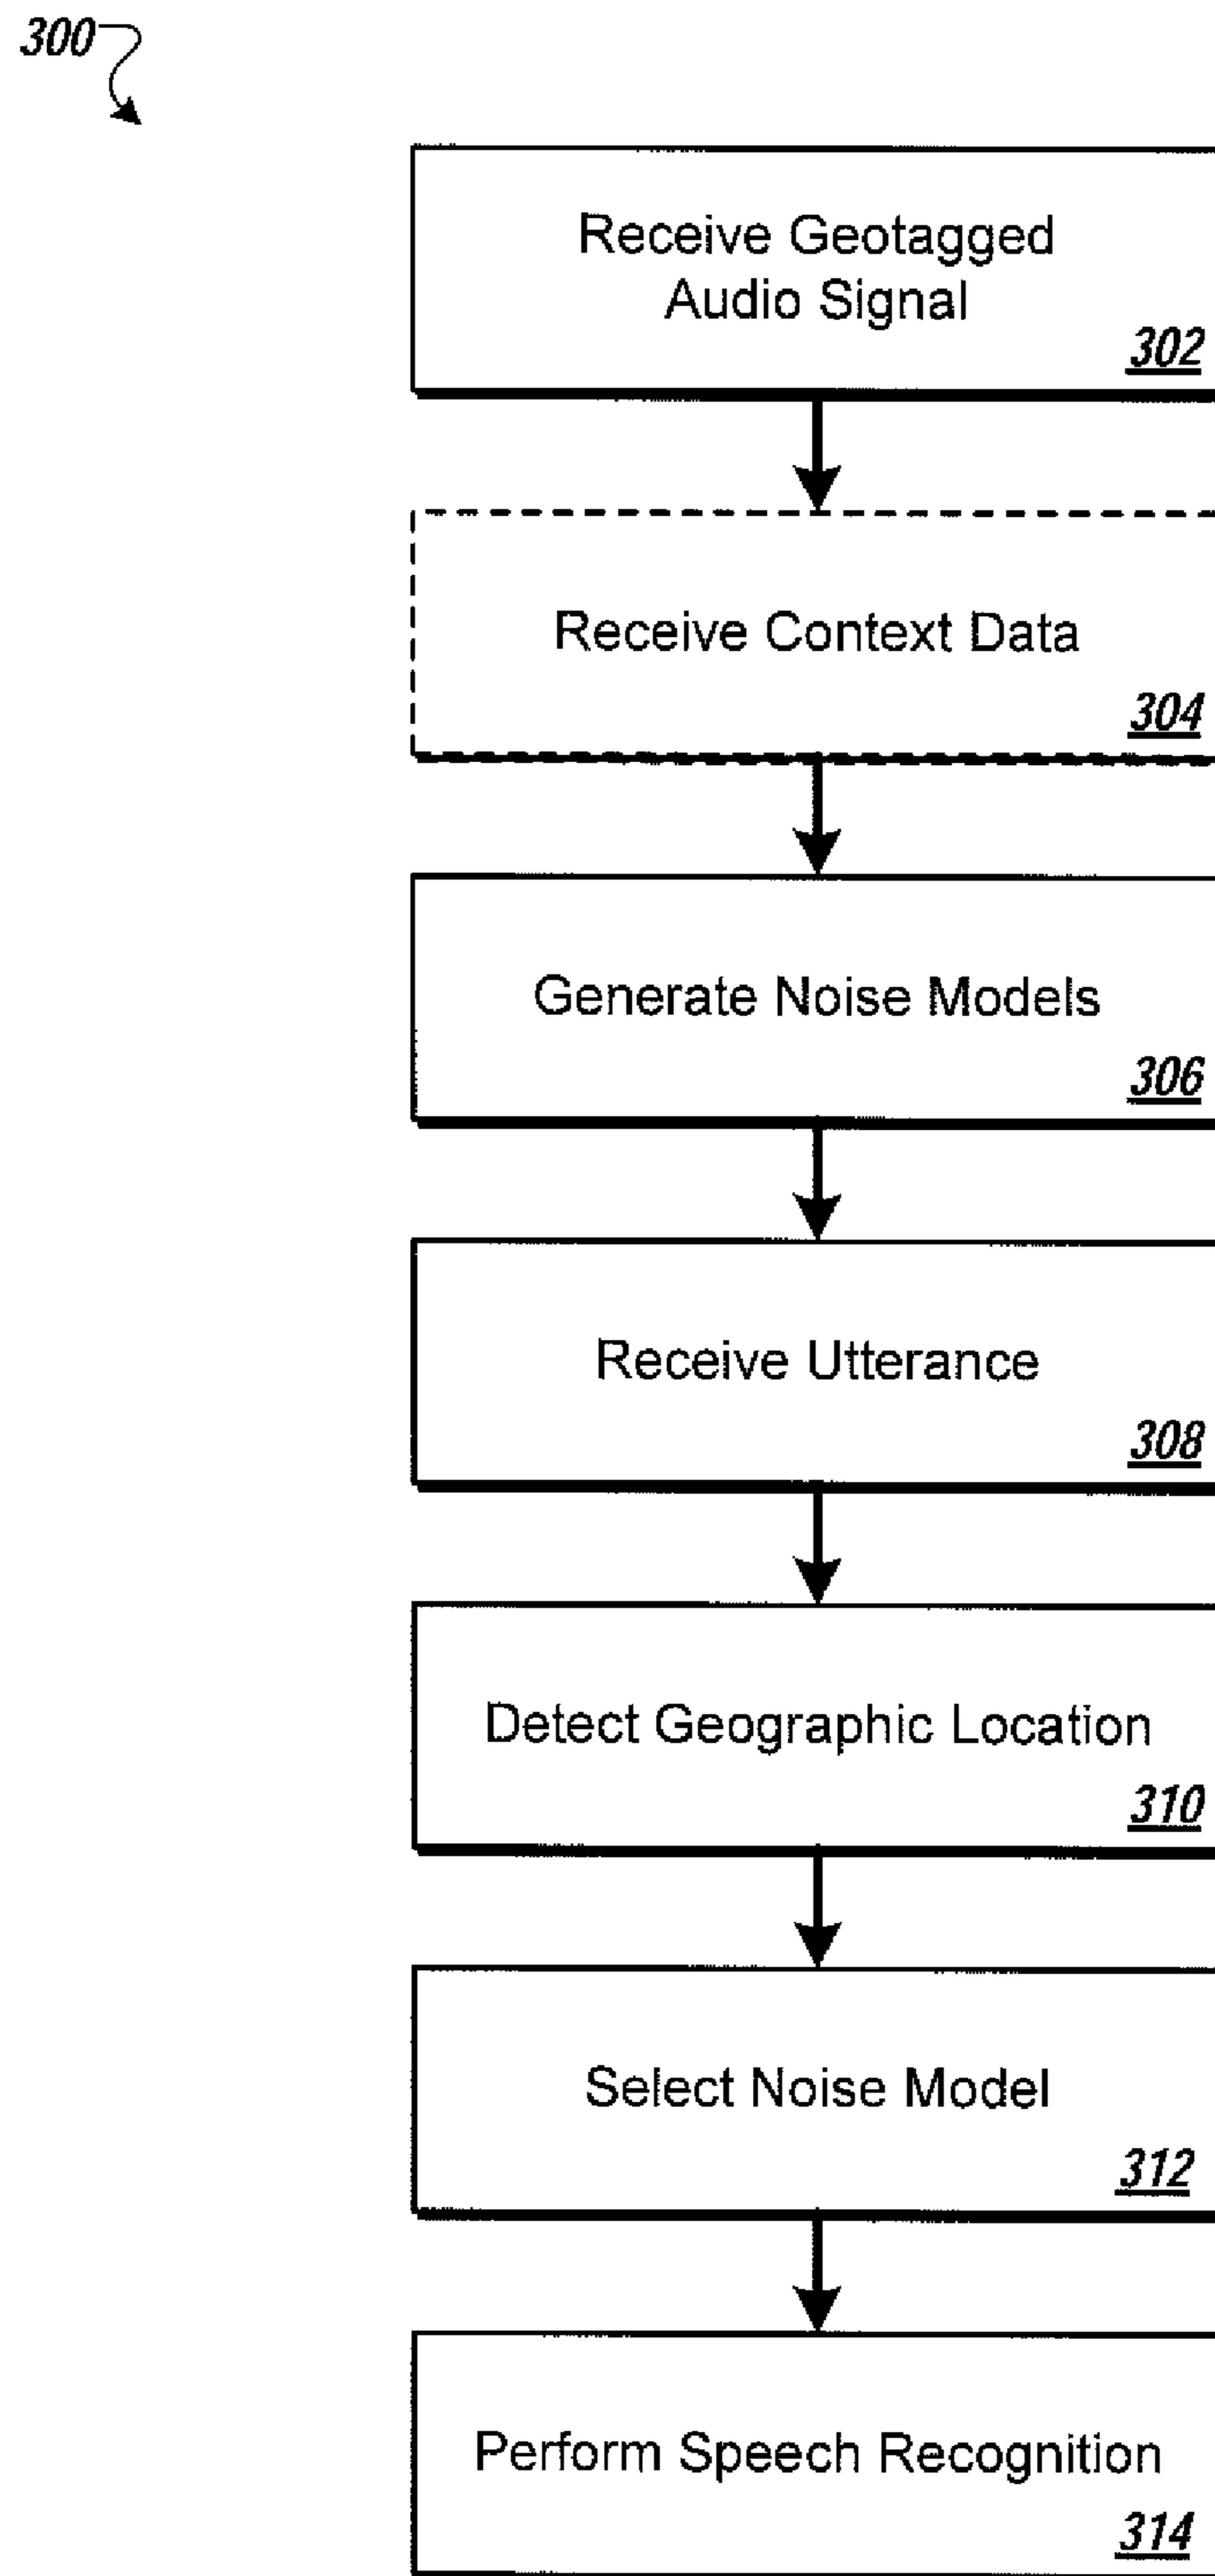 300
Receive Geotagged
Audio Signal
302
Receive Context Data
304
Generate Noise Models
306
Receive Utterance
308
Detect Geographic Location
310
Select Noise Model
312
Perform Speech Recognition
314